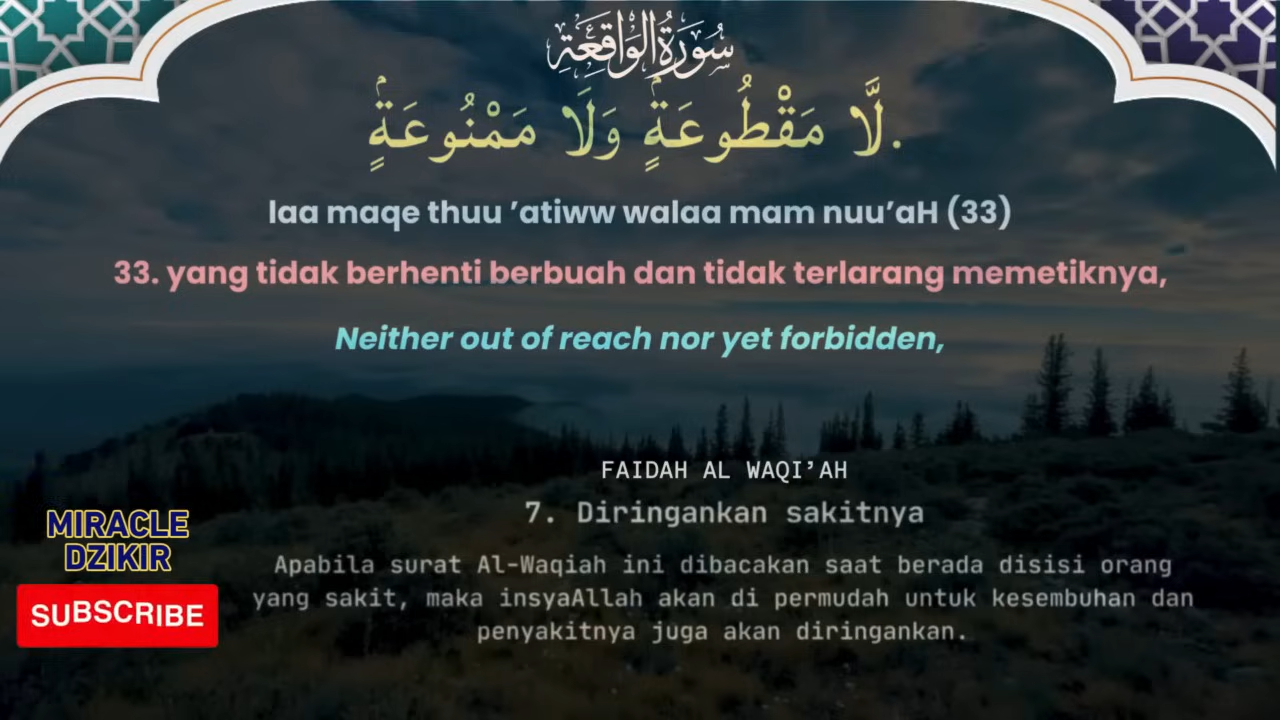 سُورَةُ الْوَاقِعَةِ
لَّا مَقْطُوعَةٍ وَلَا مَمْنُوعَةٍ.
laa maqe thuu ’atiww walaa mam nuu’aH (33)
33. yang tidak berhenti berbuah dan tidak terlarang memetiknya,
Neither out of reach nor yet forbidden,
FAIDAH AL WAQI’AH
7. Diringankan sakitnya
Apabila surat Al-Waqiah ini dibacakan saat berada disisi orang
yang sakit, maka insyaAllah akan di permudah untuk kesembuhan dan
penyakitnya juga akan diringankan.
MIRACLE
DZIKIR
SUBSCRIBE